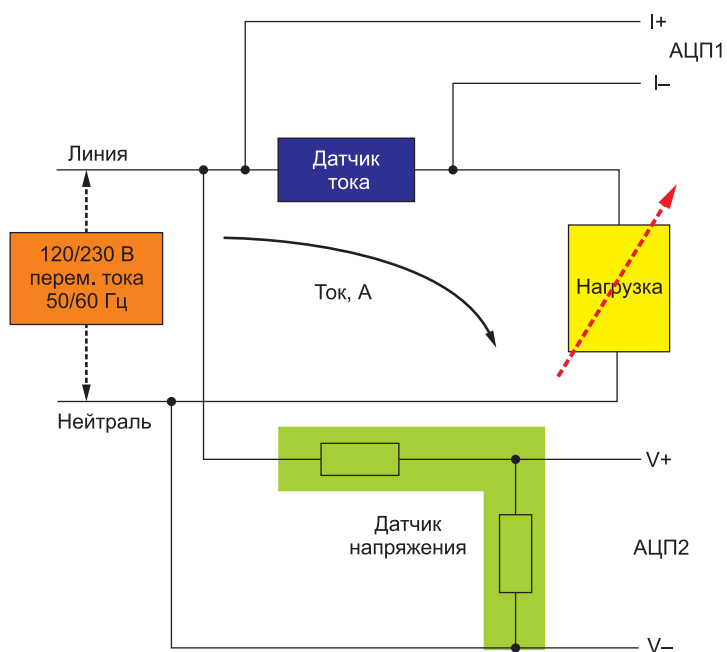 I+
АЦП1
I–
Линия
Датчик
тока
120/230 В
перем. тока
50/60 Гц
Ток, А
Нагрузка
Нейтраль
V+
Датчик
напряжения
АЦП2
V–